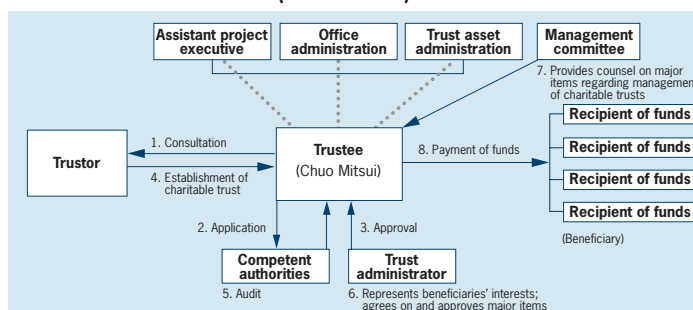 Assistant project
executive
Office
administration
Trust asset
administration
Management
committee
7. Provides counsel on major
items regarding management
of charitable trusts
Trustor
1. Consultation
4. Establishment of
charitable trust
Trustee
(Chuo Mitsui)
8. Payment of funds
Recipient of funds
Recipient of funds
Recipient of funds
Recipient of funds
(Beneficiary)
2. Application
3. Approval
Competent
authorities
5. Audit
Trust
administrator
6. Represents beneficiaries' interests;
agrees on and approves major items